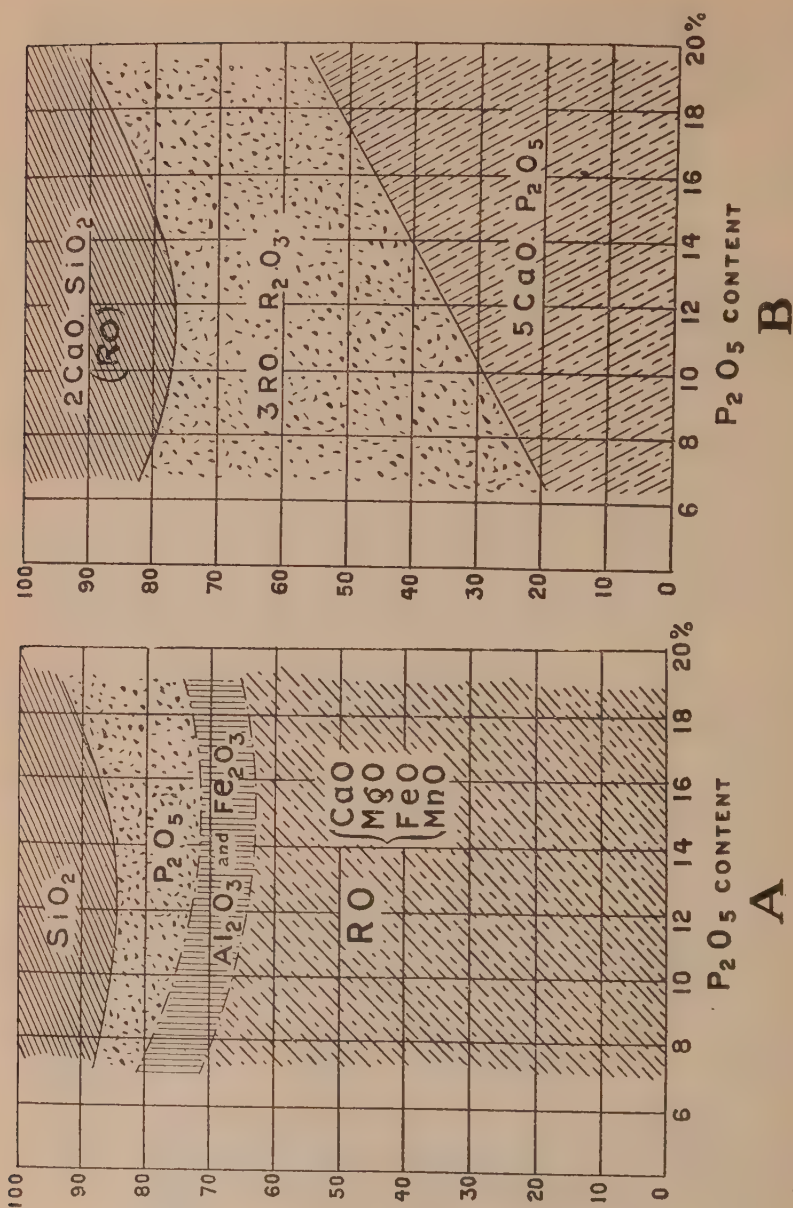 100
90
80
70
60
50
40
30
20
10
0
2CaO. SiO₂
(RO)
3RO. R₂O₃
5CaO. P₂O₅
6 8 10 12 14 16 18 20%
P₂O₅ CONTENT
B
100
90
80
70
60
50
40
30
20
10
0
SiO₂
P₂O₅
Al₂O₃ and Fe₂O₃
RO
CaO
MgO
FeO
MnO
6 8 10 12 14 16 18 20%
P₂O₅ CONTENT
A